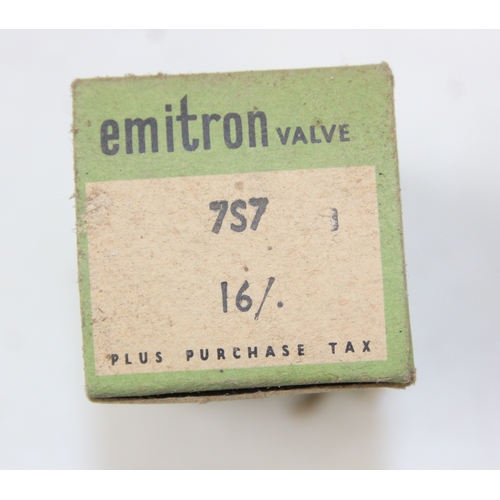 emitron VALVE
7S7
16/.
PLUS PURCHASE TAX